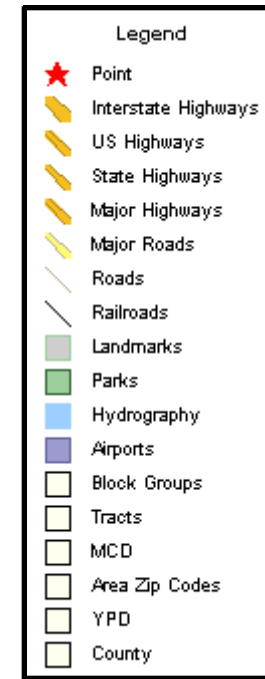 Legend
Point
Interstate Highways
US Highways
State Highways
Major Highways
Major Roads
Roads
Railroads
Landmarks
Parks
Hydrography
Airports
Block Groups
Tracts
MCD
Area Zip Codes
YPD
County